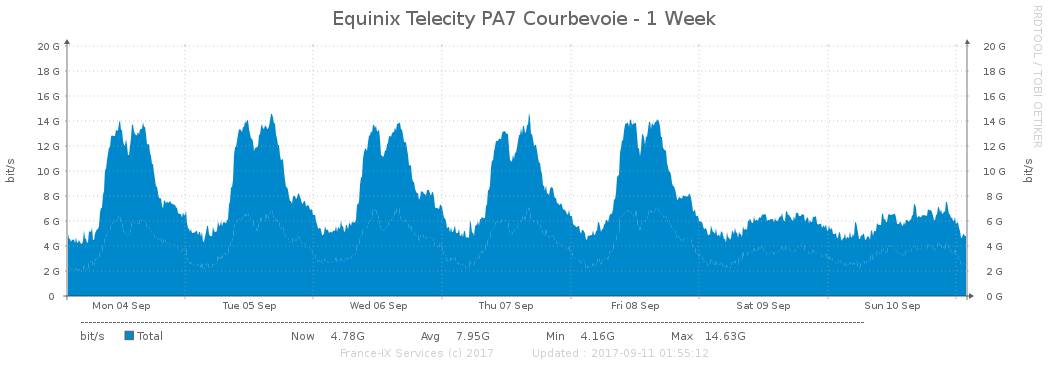 Equinix Telecity PA7 Courbevoie - 1 Week
RRDTOOL / TOBI OETIKER
bit/s
bit/s
20 G 20 G
18 G 18 G
16 G 16 G
14 G 14 G
12 G 12 G
10 G 10 G
8 G 8 G
6 G 6 G
4 G 4 G
2 G 2 G
0 0 G
Mon 04 Sep Tue 05 Sep Wed 06 Sep Thu 07 Sep Fri 08 Sep Sat 09 Sep Sun 10 Sep
bit/s Total Now 4.78G Avg 7.95G Min 4.16G Max 14.63G
France-IX Services (c) 2017 Updated : 2017-09-11 01:55:12